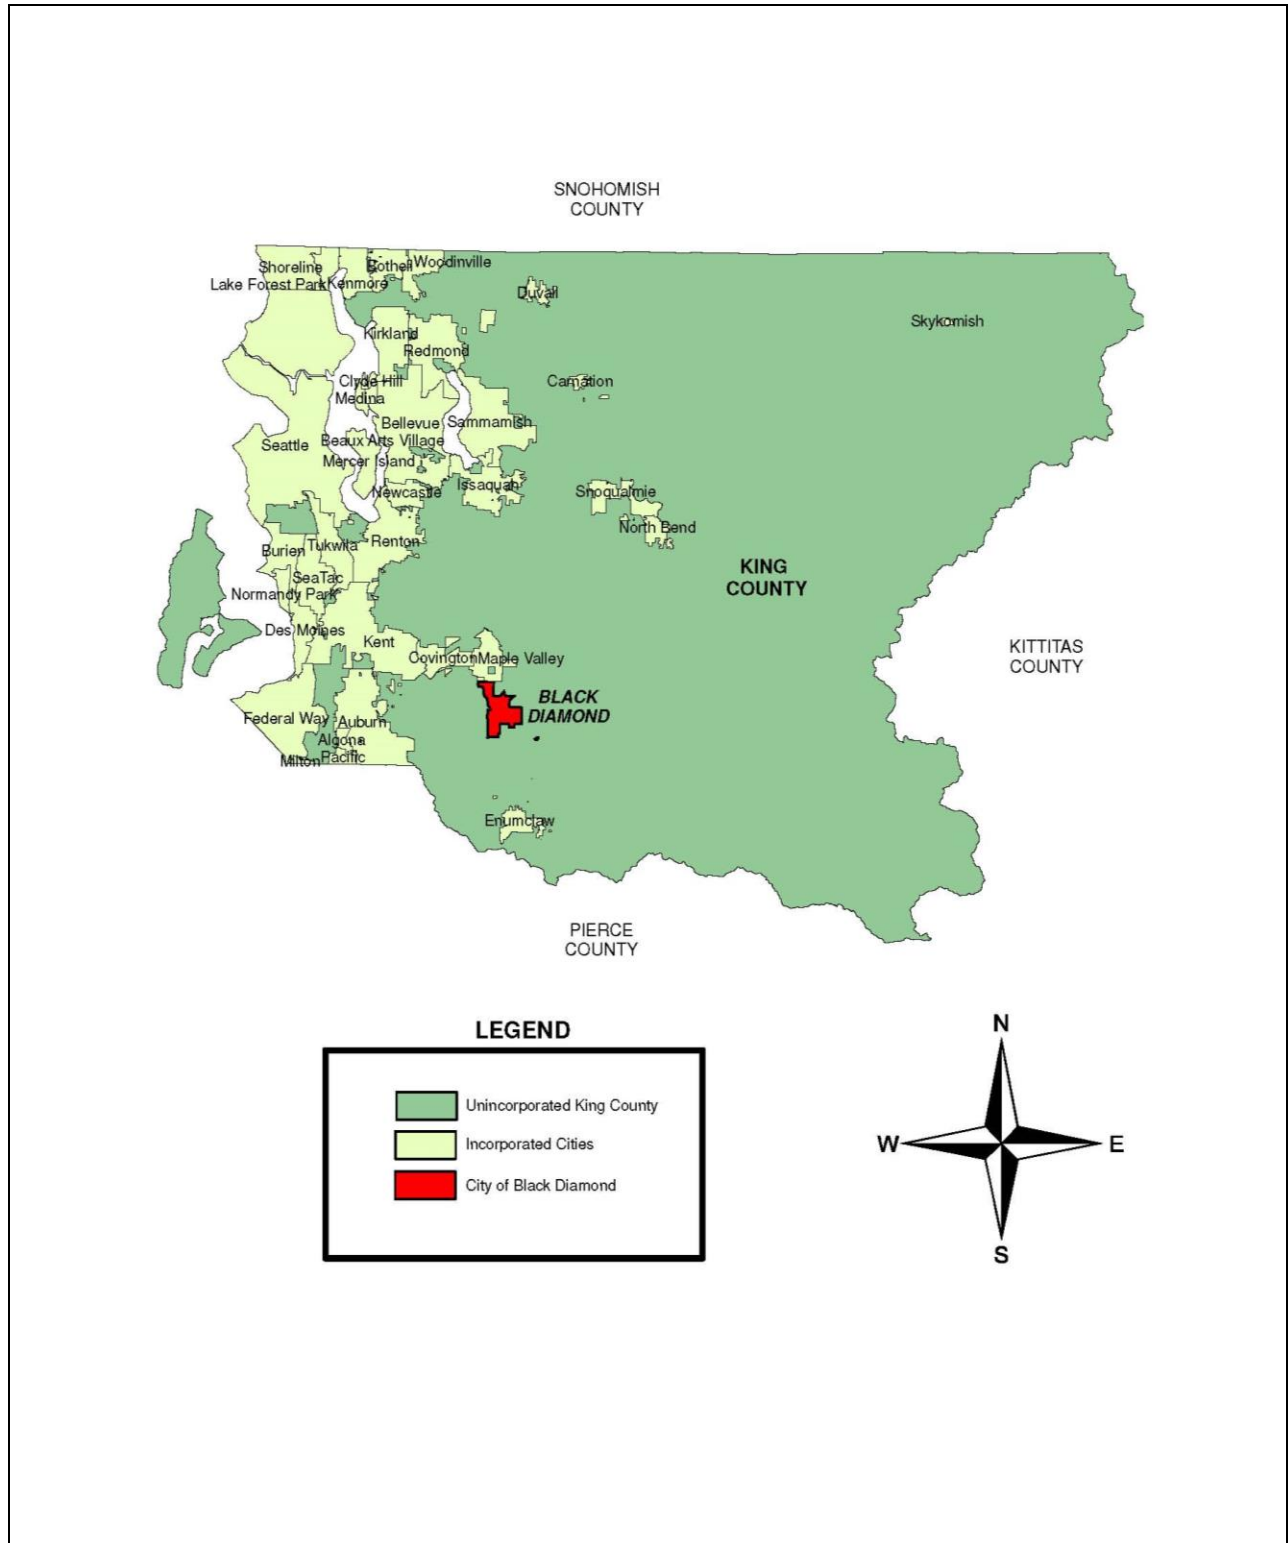 SNOHOMISH
COUNTY
Shoreline
Bothell
Woodinville
Lake Forest Park
Kenmore
Duvall
Skykomish
Kirkland
Redmond
Clyde Hill
Carnation
Medina
Bellevue
Sammamish
Seattle
Beaux Arts Village
Mercer Island
Newcastle
Issaquah
Snoqualmie
North Bend
Burien
Tukwila
Renton
KING
COUNTY
SeaTac
Normandy Park
Des Moines
Kent
Covington
Maple Valley
KITTITAS
COUNTY
BLACK
DIAMOND
Federal Way
Auburn
Algona
Milton
Pacific
Enumclaw
PIERCE
COUNTY
LEGEND
Unincorporated King County
Incorporated Cities
City of Black Diamond
N
W
E
S